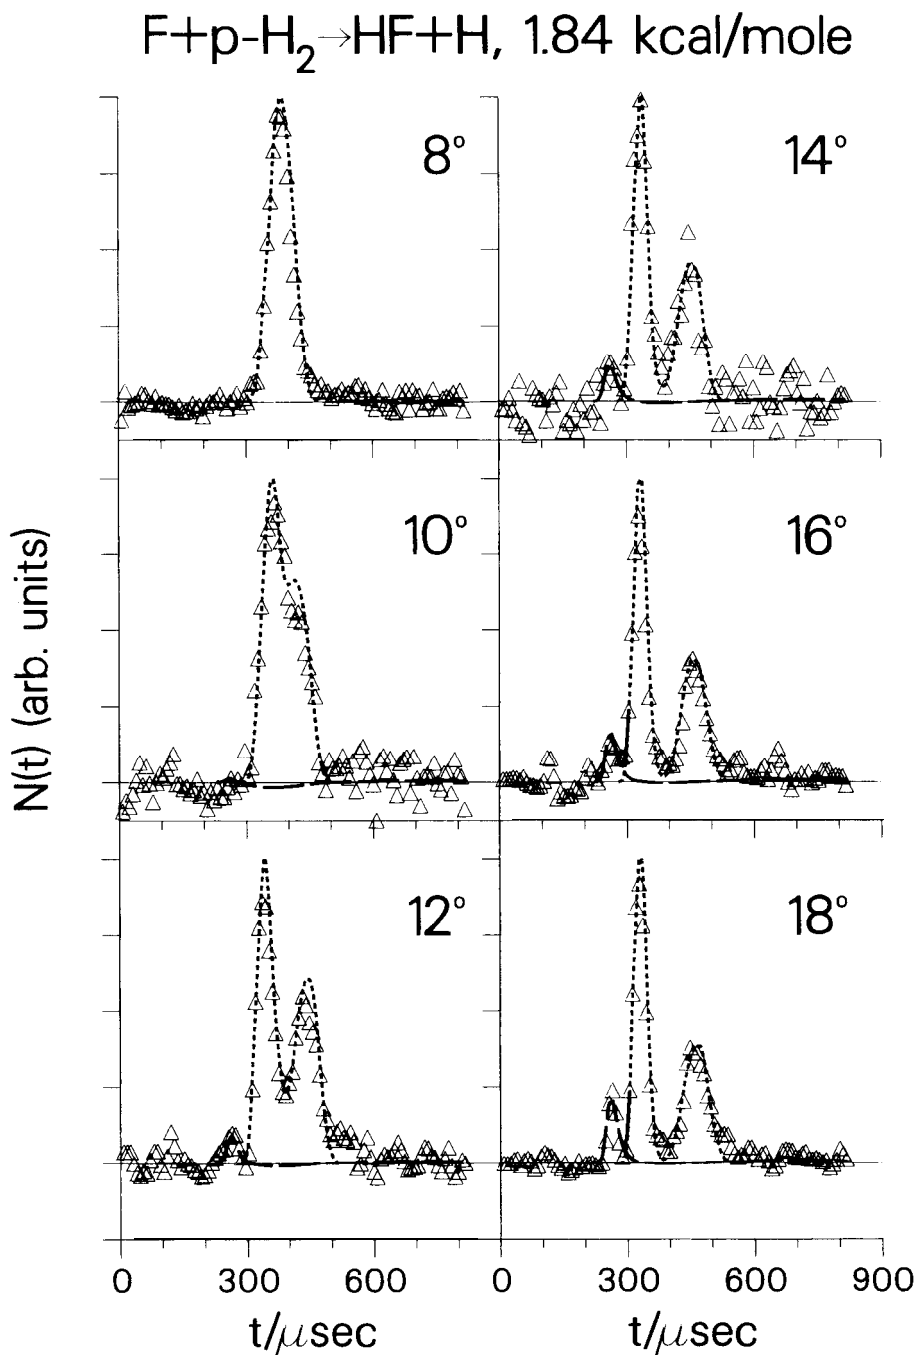 F+p-H₂→HF+H, 1.84 kcal/mole
8°
14°
10°
16°
12°
18°
N(t) (arb. units)
0 300 600
0 300 600 900
t/μsec
t/μsec